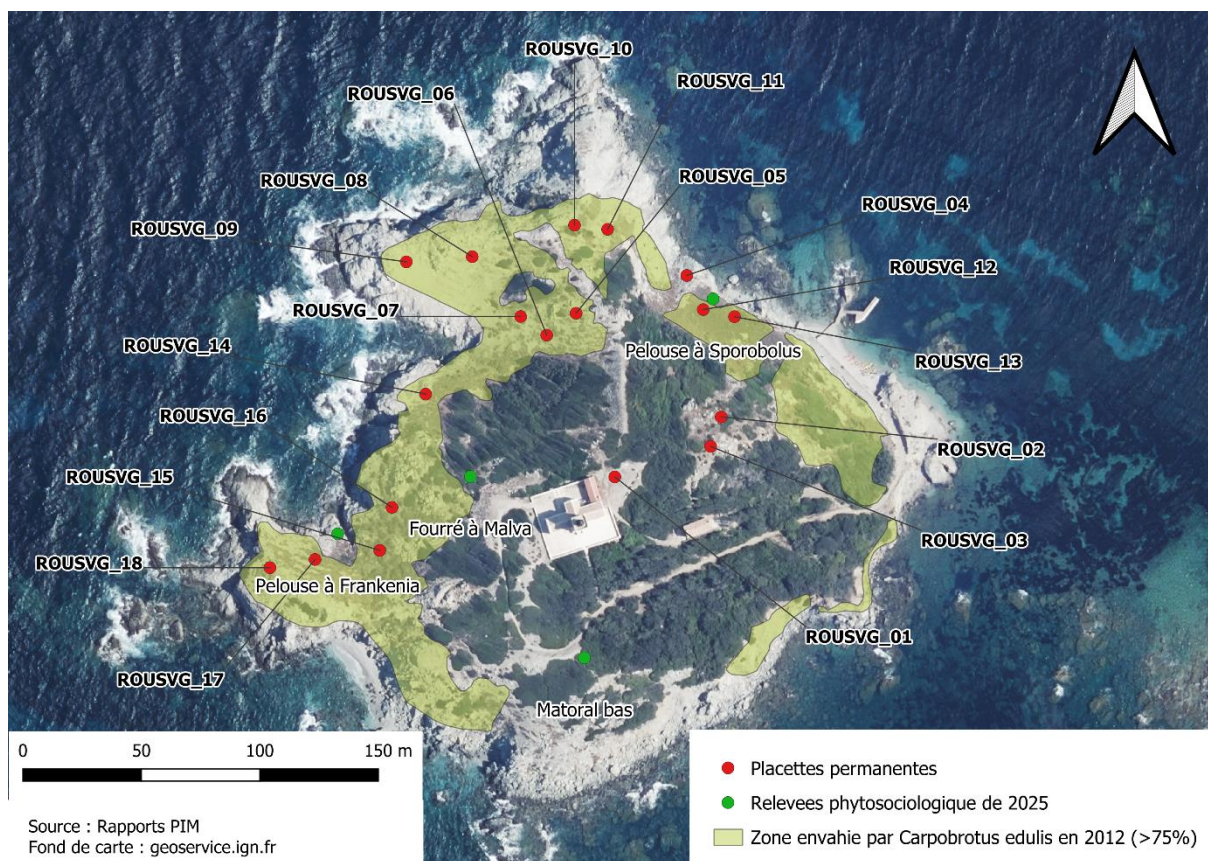 ROUSVG_10
ROUSVG_11
ROUSVG_06
ROUSVG_08
ROUSVG_05
ROUSVG_04
ROUSVG_09
ROUSVG_12
ROUSVG_07
ROUSVG_14
Pelouse à Sporobolus
ROUSVG_13
ROUSVG_16
ROUSVG_02
ROUSVG_15
Fourré à Malva
ROUSVG_03
ROUSVG_18
Pelouse à Frankenia
ROUSVG_01
ROUSVG_17
Matoral bas
0 50 100 150 m
Source : Rapports PIM
Fond de carte : geoservice.ign.fr
Placettes permanentes
Relevees phytosociologique de 2025
Zone envahie par Carpobrotus edulis en 2012 (>75%)